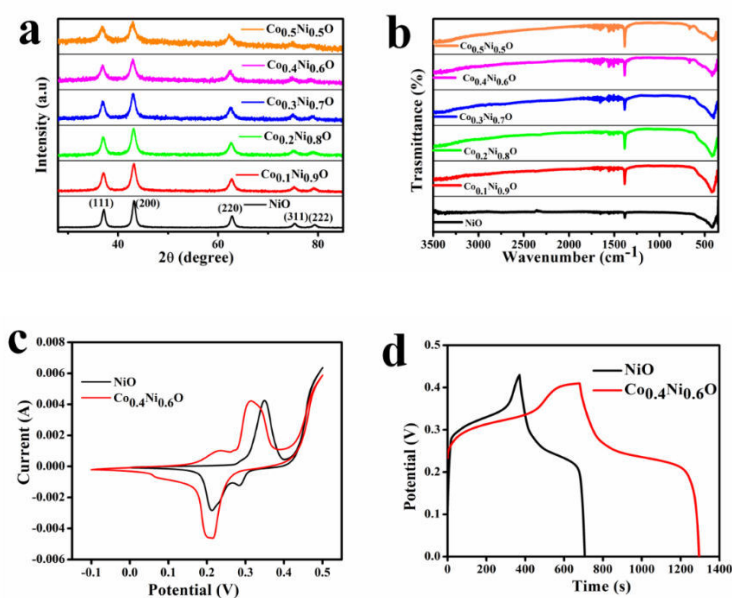 a
Co0.5Ni0.5O
Co0.4Ni0.6O
Co0.3Ni0.7O
Co0.2Ni0.8O
Co0.1Ni0.9O
(111)
(200)
(220)
NiO
(311)
(222)
40
60
80
2θ (degree)
Intensity (a.u)
b
Co0.5Ni0.5O
Co0.4Ni0.6O
Co0.3Ni0.7O
Co0.2Ni0.8O
Co0.1Ni0.9O
NiO
3500
3000
2500
2000
1500
1000
500
Wavenumber (cm-1)
Trasmittance (%)
c
0.008
0.006
0.004
0.002
0.000
-0.002
-0.004
-0.006
NiO
Co0.4Ni0.6O
-0.1
0.0
0.1
0.2
0.3
0.4
0.5
Potential (V)
Current (A)
d
0.5
0.4
0.3
0.2
0.1
0.0
NiO
Co0.4Ni0.6O
0
200
400
600
800
1000
1200
1400
Time (s)
Potential (V)